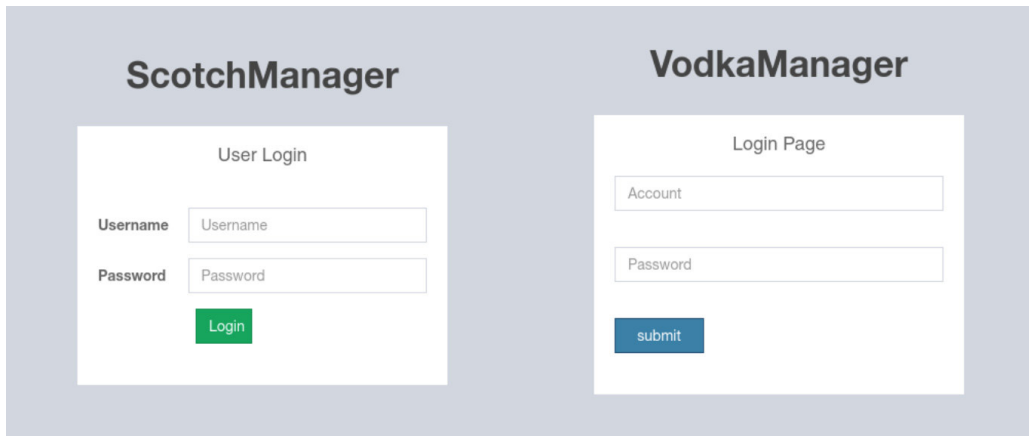 ScotchManager
User Login
Username Username
Password Password
Login
VodkaManager
Login Page
Account
Password
submit